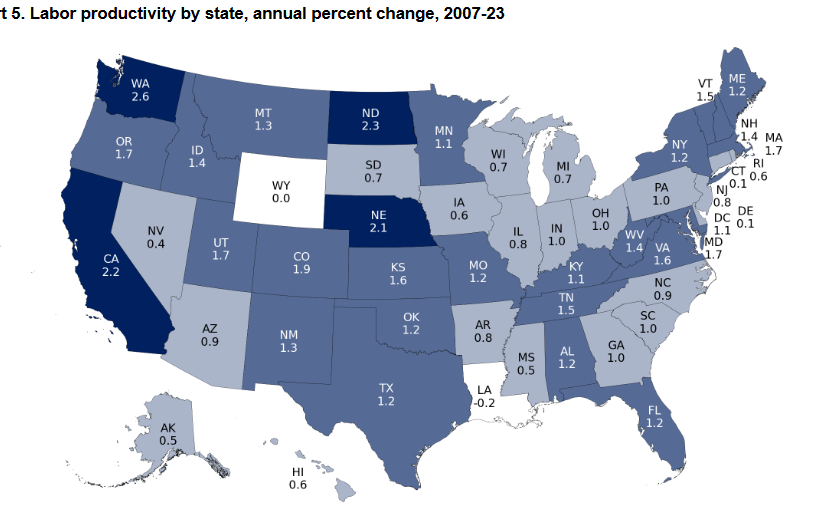 t 5. Labor productivity by state, annual percent change, 2007-23
WA
2.6
OR
1.7
CA
2.2
NV
0.4
ID
1.4
MT
1.3
WY
0.0
UT
1.7
CO
1.9
AZ
0.9
NM
1.3
ND
2.3
SD
0.7
NE
2.1
KS
1.6
OK
1.2
TX
1.2
MN
1.1
IA
0.6
MO
1.2
AR
0.8
LA
-0.2
WI
0.7
IL
0.8
MI
0.7
IN
1.0
OH
1.0
KY
1.1
TN
1.5
MS
0.5
AL
1.2
GA
1.0
FL
1.2
SC
1.0
NC
0.9
VA
1.6
WV
1.4
PA
1.0
NY
1.2
VT
1.5
ME
1.2
NH
1.4
MA
1.7
RI
0.6
CT
0.1
NJ
0.8
DE
0.1
DC
1.1
MD
1.7
AK
0.5
HI
0.6